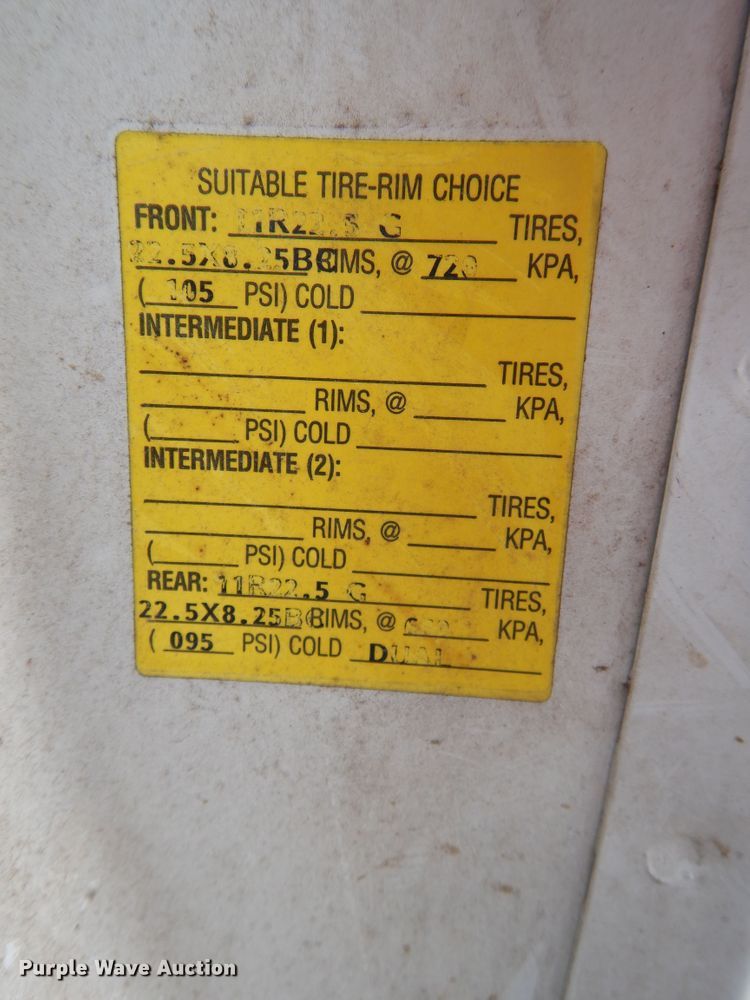 SUITABLE TIRE-RIM CHOICE
FRONT: 11R22.5 G TIRES,
22.5X8.25 RIMS, @ 720 KPA,
( 105 PSI) COLD
INTERMEDIATE (1):
TIRES,
RIMS, @ KPA,
( PSI) COLD
INTERMEDIATE (2):
TIRES,
RIMS, @ KPA,
( PSI) COLD
REAR: 11R22.5 G TIRES,
22.5X8.25 RIMS, @ KPA,
( 095 PSI) COLD DUAL
Purple Wave Auction